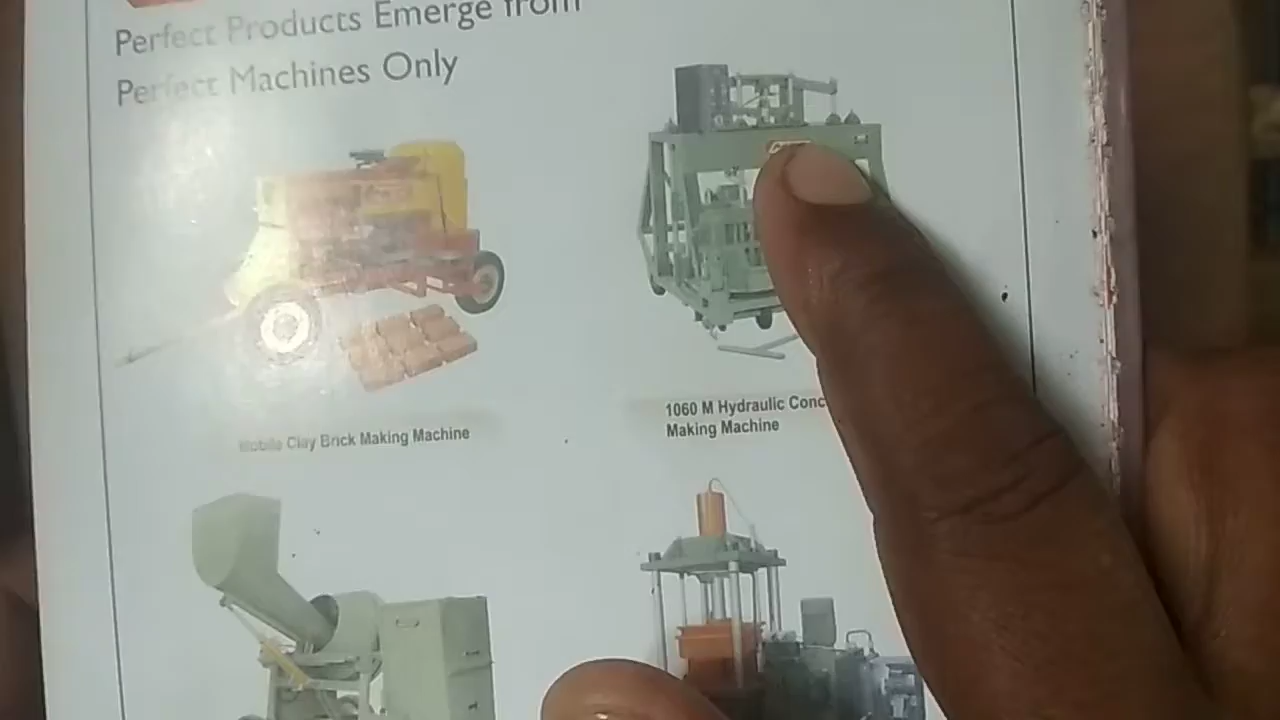 Perfect Products Emerge from
Perfect Machines Only
Mobile Clay Brick Making Machine
1060 M Hydraulic Conc
Making Machine